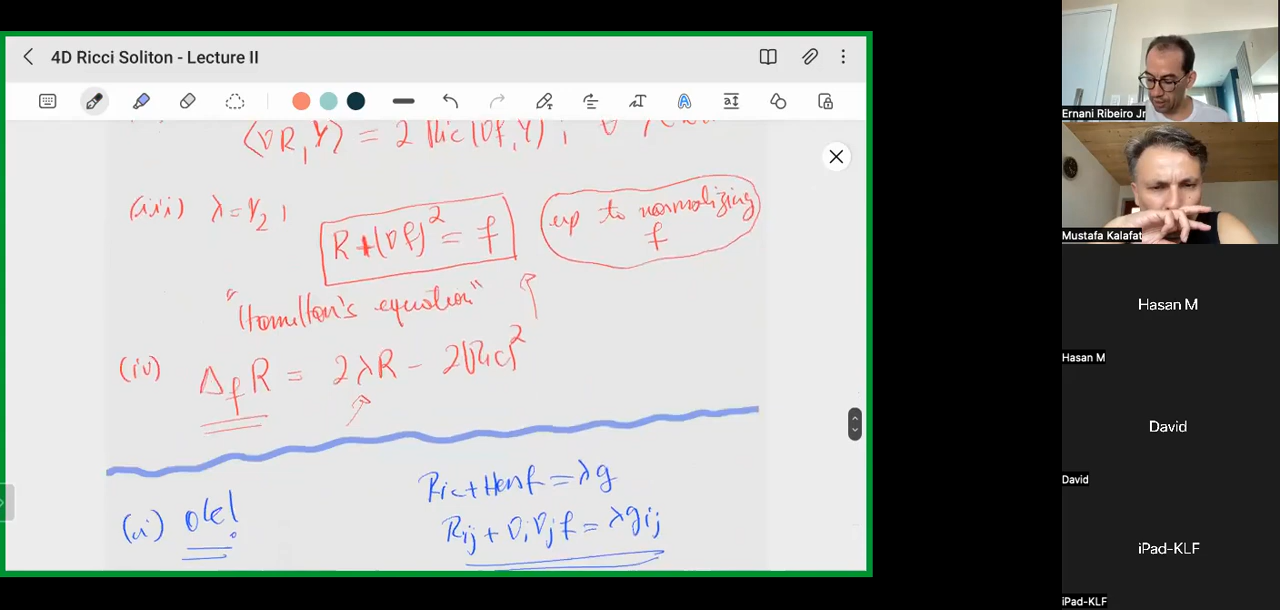 4D Ricci Soliton - Lecture II
⟨∇R, Y⟩ = 2 Ric(∇f, Y), ∀
(iii) λ = 1/2, R + |∇f|² = f up to normalizing f
"Hamilton's equation"
(iv) Δ_f R = 2λR - 2|Ric|²
Ric + Hess f = λg
(i) Ok!
R_ij + ∇_i ∇_j f = λ g_ij
Ernani Ribeiro Jr
Mustafa Kalafat
Hasan M
Hasan M
David
David
iPad-KLF
iPad-KLF